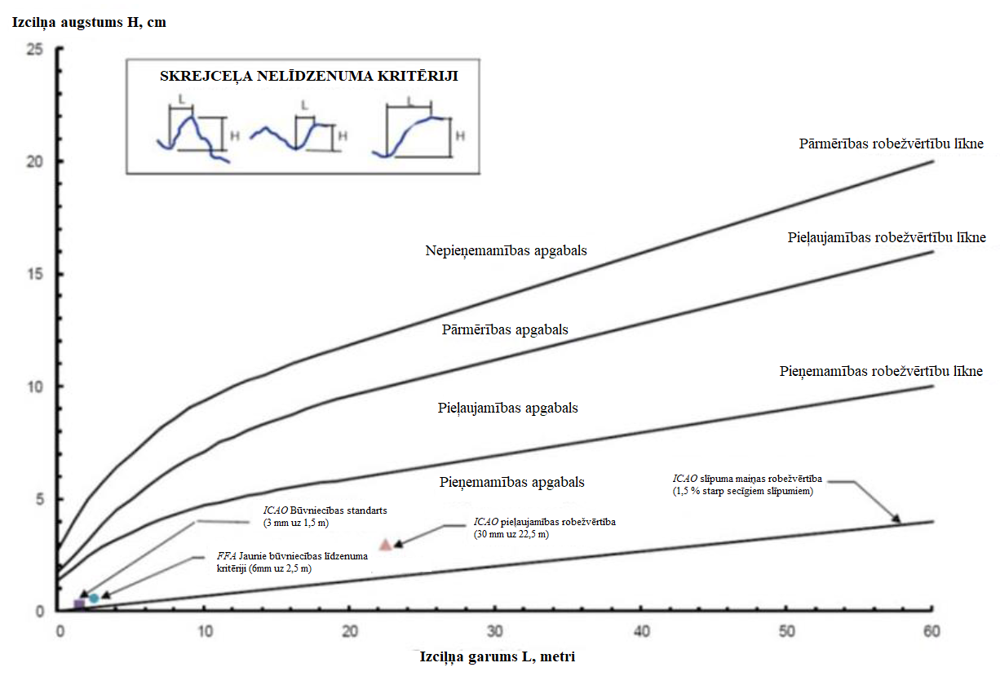 Izcilņa augstums H, cm
25
20
15
10
5
0
SKREJCEĻA NELĪDZENUMA KRITĒRIJI
L
H
L
H
L
H
Pārmērības robežvērtību līkne
Pieļaujamības robežvērtību līkne
Nepieņemamības apgabals
Pārmērības apgabals
Pieņemamības robežvērtību līkne
Pieļaujamības apgabals
Pieņemamības apgabals
ICAO slīpuma maiņas robežvērtība
(1,5 % starp secīgiem slīpumiem)
ICAO Būvniecības standarts
(3 mm uz 1,5 m)
ICAO pieļaujamības robežvērtība
(30 mm uz 22,5 m)
FFA Jaunie būvniecības līdzenuma
kritēriji (6mm uz 2,5 m)
0 10 20 30 40 50 60
Izciļņa garums L, metri